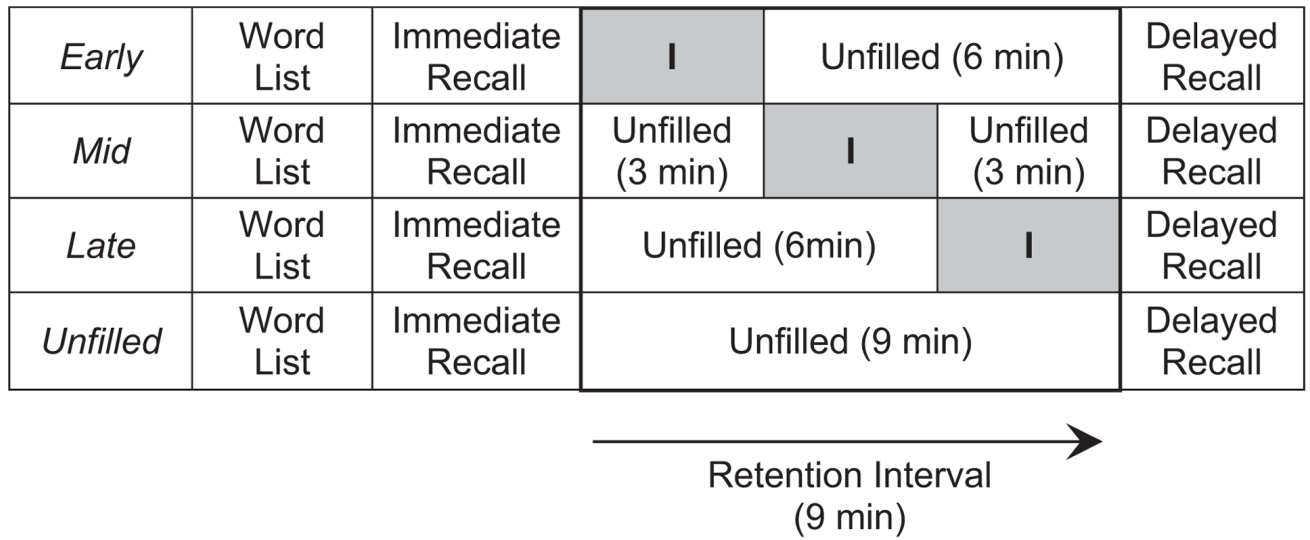 Early
Word
List
Immediate
Recall
I
Unfilled (6 min)
Delayed
Recall
Mid
Word
List
Immediate
Recall
Unfilled
(3 min)
I
Unfilled
(3 min)
Delayed
Recall
Late
Word
List
Immediate
Recall
Unfilled (6min)
I
Delayed
Recall
Unfilled
Word
List
Immediate
Recall
Unfilled (9 min)
Delayed
Recall
Retention Interval
(9 min)